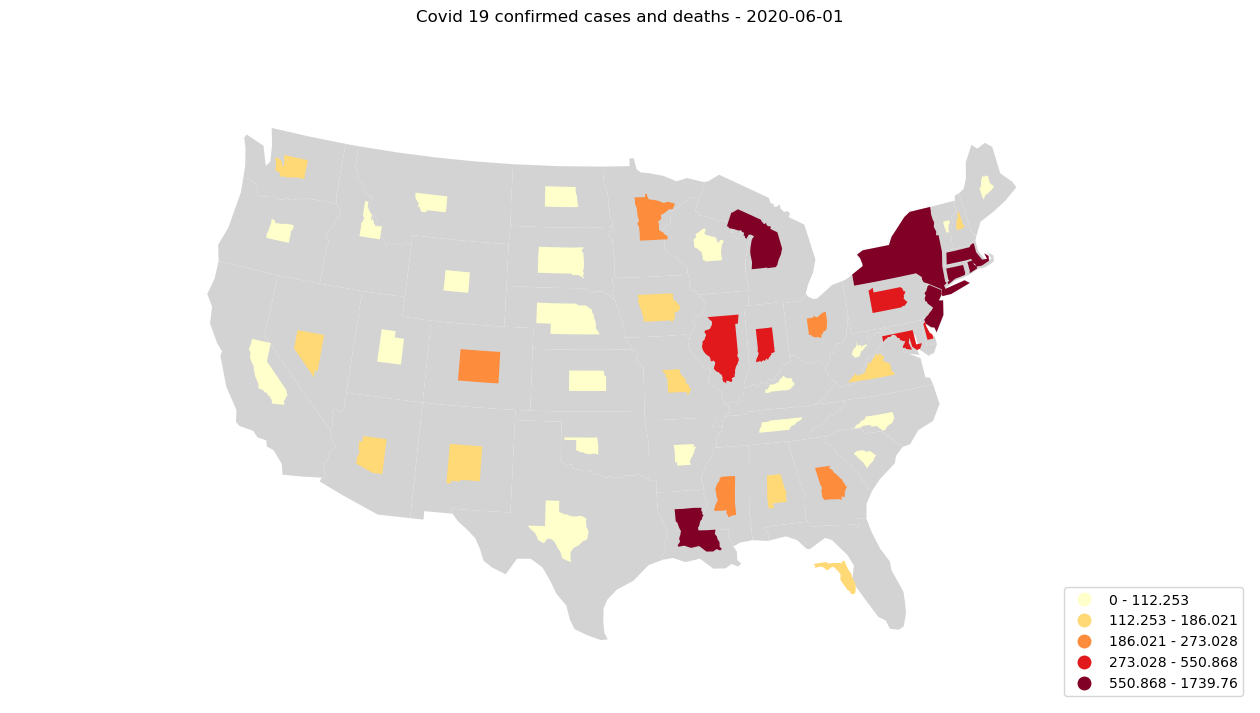 Covid 19 confirmed cases and deaths - 2020-06-01
0 - 112.253
112.253 - 186.021
186.021 - 273.028
273.028 - 550.868
550.868 - 1739.76